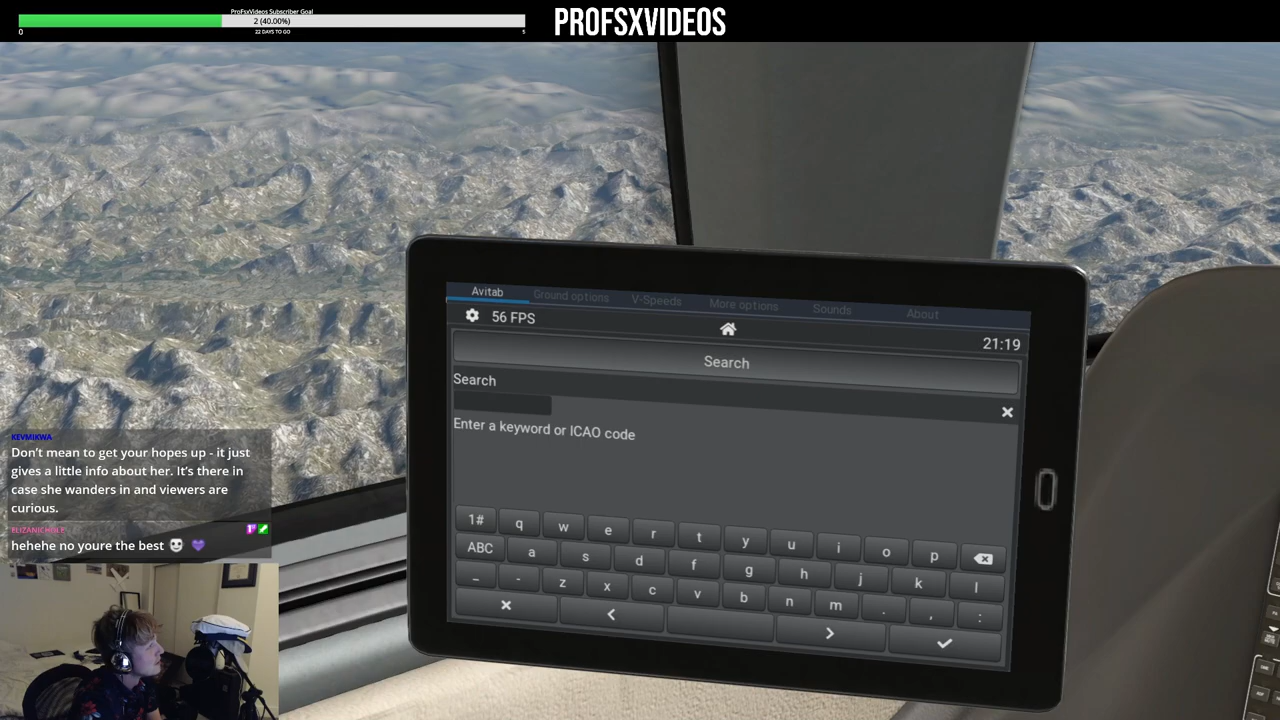 ProFsxVideos Subscriber Goal
2 (40.00%)
0
5
22 DAYS TO GO
PROFSXVIDEOS
Avitab Ground options V-Speeds More options Sounds About
56 FPS
21:19
Search
Search
Enter a keyword or ICAO code
1# q w e r t y u i o p
ABC a s d f g h j k l
_ - z x c v b n m . , :
KEVMIKWA
Don't mean to get your hopes up - it just
gives a little info about her. It's there in
case she wanders in and viewers are
curious.
hehehe no youre the best